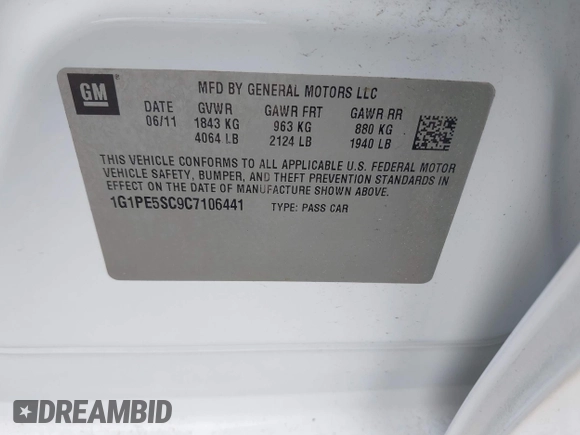 GM
MFD BY GENERAL MOTORS LLC
DATE GVWR GAWR FRT GAWR RR
06/11 1843 KG 963 KG 880 KG
4064 LB 2124 LB 1940 LB
THIS VEHICLE CONFORMS TO ALL APPLICABLE U.S. FEDERAL MOTOR
VEHICLE SAFETY, BUMPER, AND THEFT PREVENTION STANDARDS IN
EFFECT ON THE DATE OF MANUFACTURE SHOWN ABOVE.
1G1PE5SC9C7106441 TYPE: PASS CAR
DREAMBID